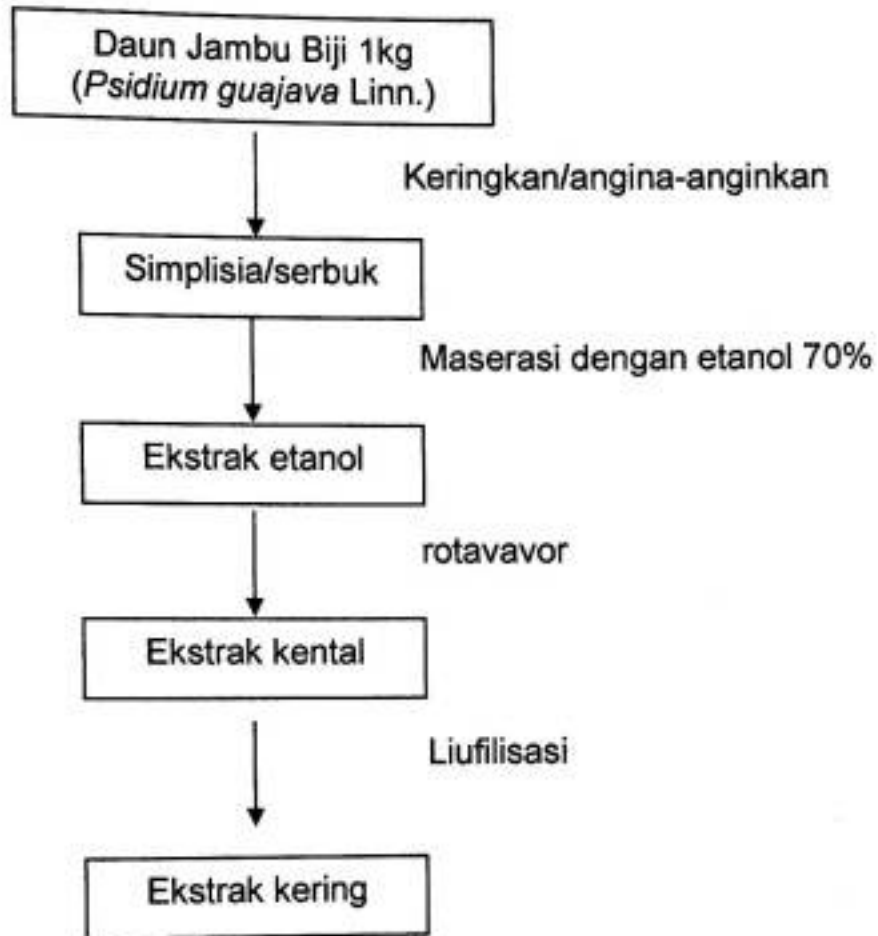 Daun Jambu Biji 1kg
(Psidium guajava Linn.)
Keringkan/angina-anginkan
Simplisia/serbuk
Maserasi dengan etanol 70%
Ekstrak etanol
rotavavor
Ekstrak kental
Liufilisasi
Ekstrak kering